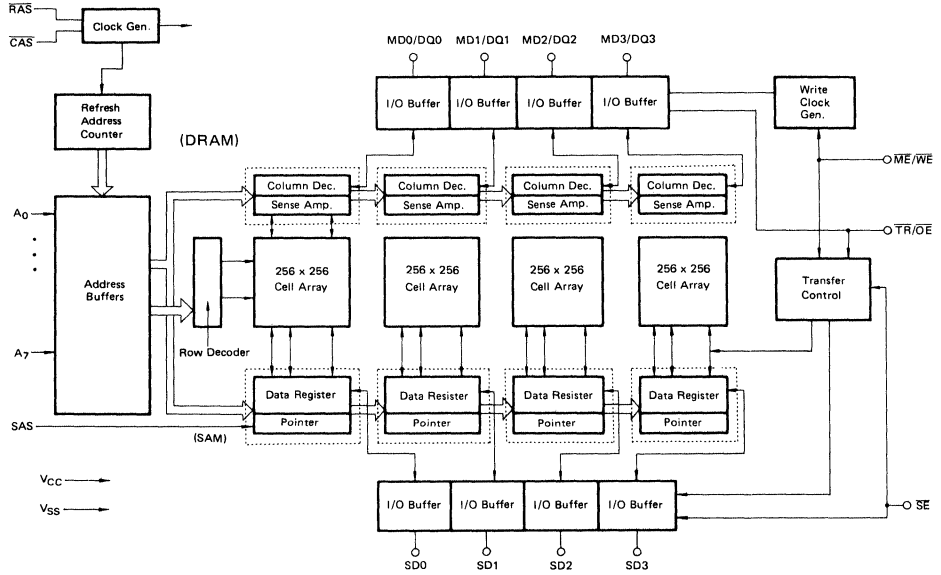 RAS
CAS
Clock Gen.
Refresh
Address
Counter
(DRAM)
MD0/DQ0
MD1/DQ1
MD2/DQ2
MD3/DQ3
I/O Buffer
I/O Buffer
I/O Buffer
I/O Buffer
Write
Clock
Gen.
ME/WE
TR/OE
Column Dec.
Sense Amp.
Column Dec.
Sense Amp.
Column Dec.
Sense Amp.
Column Dec.
Sense Amp.
A0
A7
Address
Buffers
Row Decoder
256 x 256
Cell Array
256 x 256
Cell Array
256 x 256
Cell Array
256 x 256
Cell Array
Transfer
Control
Data Register
Pointer
Data Resister
Pointer
Data Resister
Pointer
Data Register
Pointer
SAS
(SAM)
VCC
VSS
I/O Buffer
I/O Buffer
I/O Buffer
I/O Buffer
SE
SD0
SD1
SD2
SD3